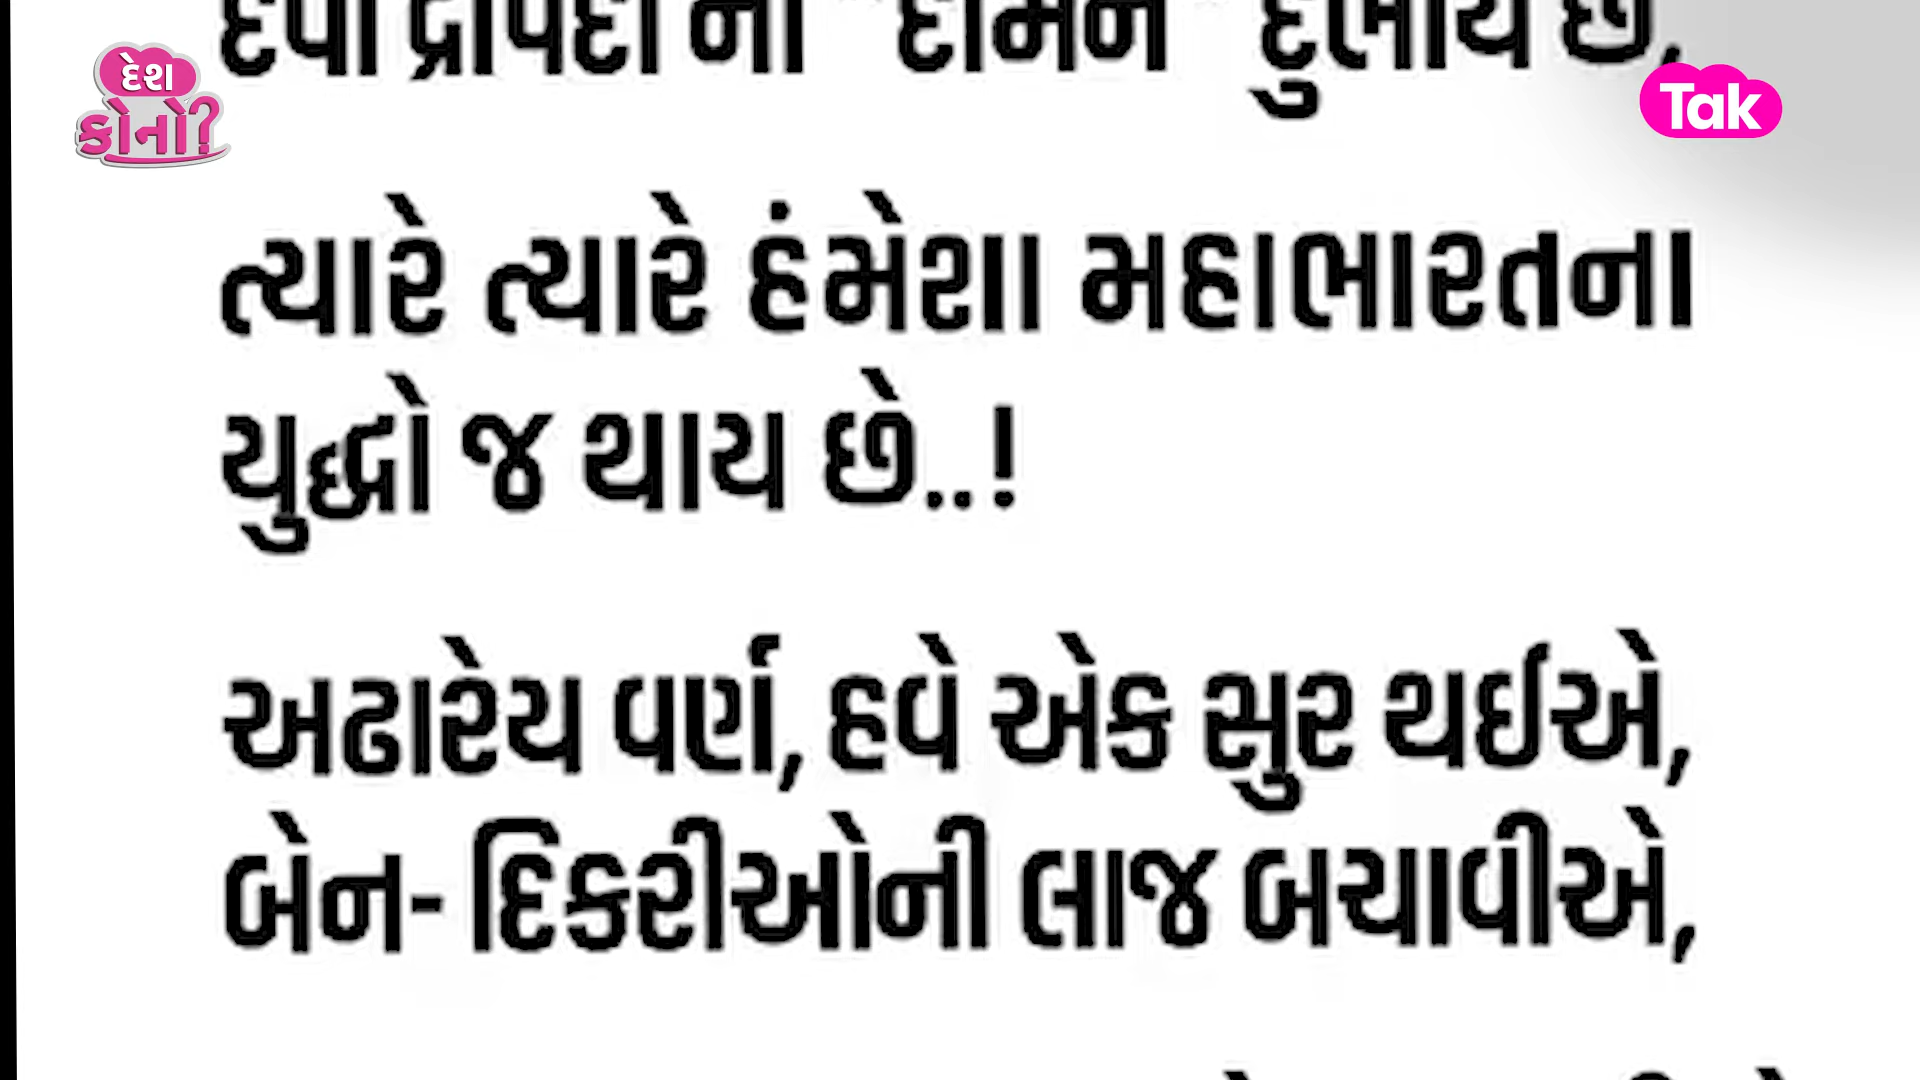 ત્યારે ત્યારે હંમેશા મહાભારતના
યુદ્ધો જ થાય છે..!
અઢારેય વર્ણ, હવે એક સુર થઈએ,
બેન- દિકરીઓની લાજ બચાવીએ,
દેશ
કોનો?
Tak